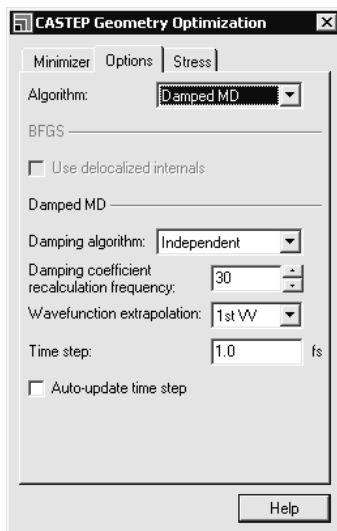 CASTEP Geometry Optimization
Minimizer Options Stress
Algorithm: Damped MD
BFGS
Use delocalized internals
Damped MD
Damping algorithm: Independent
Damping coefficient
recalculation frequency: 30
Wavefunction extrapolation: 1st VV
Time step: 1.0 fs
Auto-update time step
Help